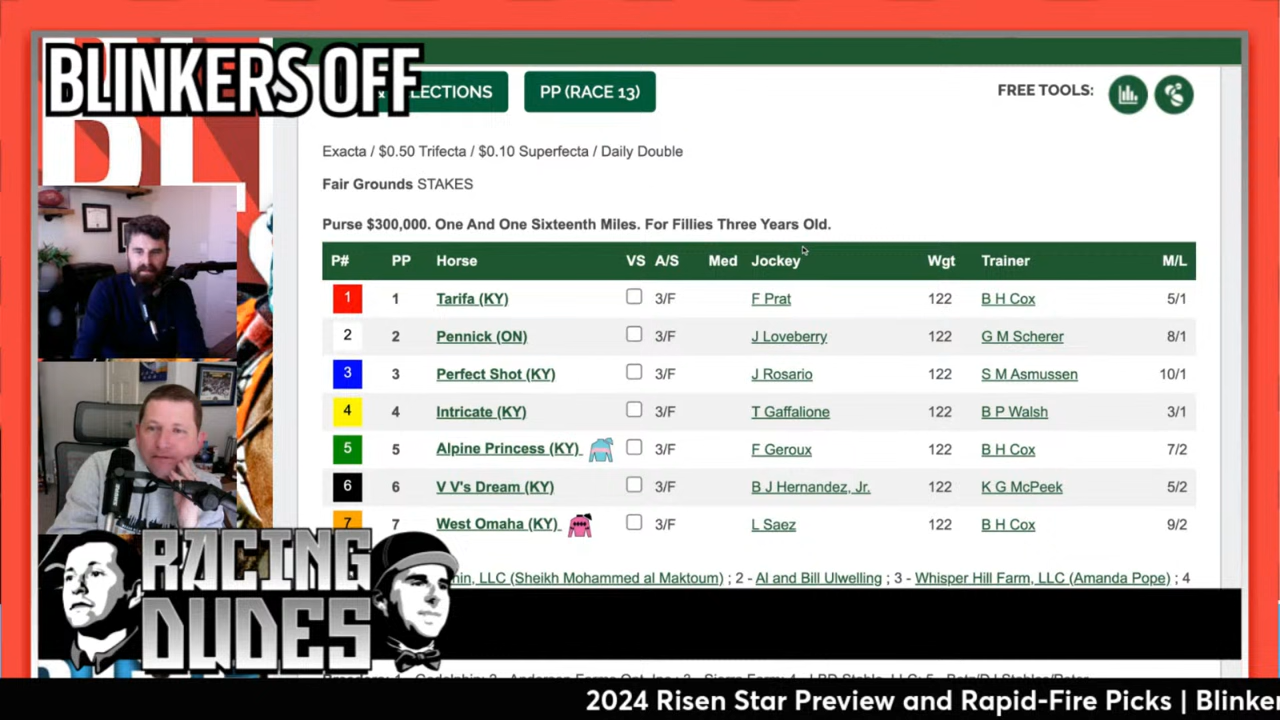 BLINKERS OFF
& SELECTIONS
PP (RACE 13)
FREE TOOLS:
Exacta / $0.50 Trifecta / $0.10 Superfecta / Daily Double
Fair Grounds STAKES
Purse $300,000. One And One Sixteenth Miles. For Fillies Three Years Old.
P# PP Horse VS A/S Med Jockey Wgt Trainer M/L
1 1 Tarifa (KY) 3/F F Prat 122 B H Cox 5/1
2 2 Pennick (ON) 3/F J Loveberry 122 G M Scherer 8/1
3 3 Perfect Shot (KY) 3/F J Rosario 122 S M Asmussen 10/1
4 4 Intricate (KY) 3/F T Gaffalione 122 B P Walsh 3/1
5 5 Alpine Princess (KY) 3/F F Geroux 122 B H Cox 7/2
6 6 V V's Dream (KY) 3/F B J Hernandez, Jr. 122 K G McPeek 5/2
7 7 West Omaha (KY) 3/F L Saez 122 B H Cox 9/2
LLC (Sheikh Mohammed al Maktoum) ; 2 - Al and Bill Ulwelling ; 3 - Whisper Hill Farm, LLC (Amanda Pope) ; 4
RACING
DUDES
2024 Risen Star Preview and Rapid-Fire Picks | Blinke